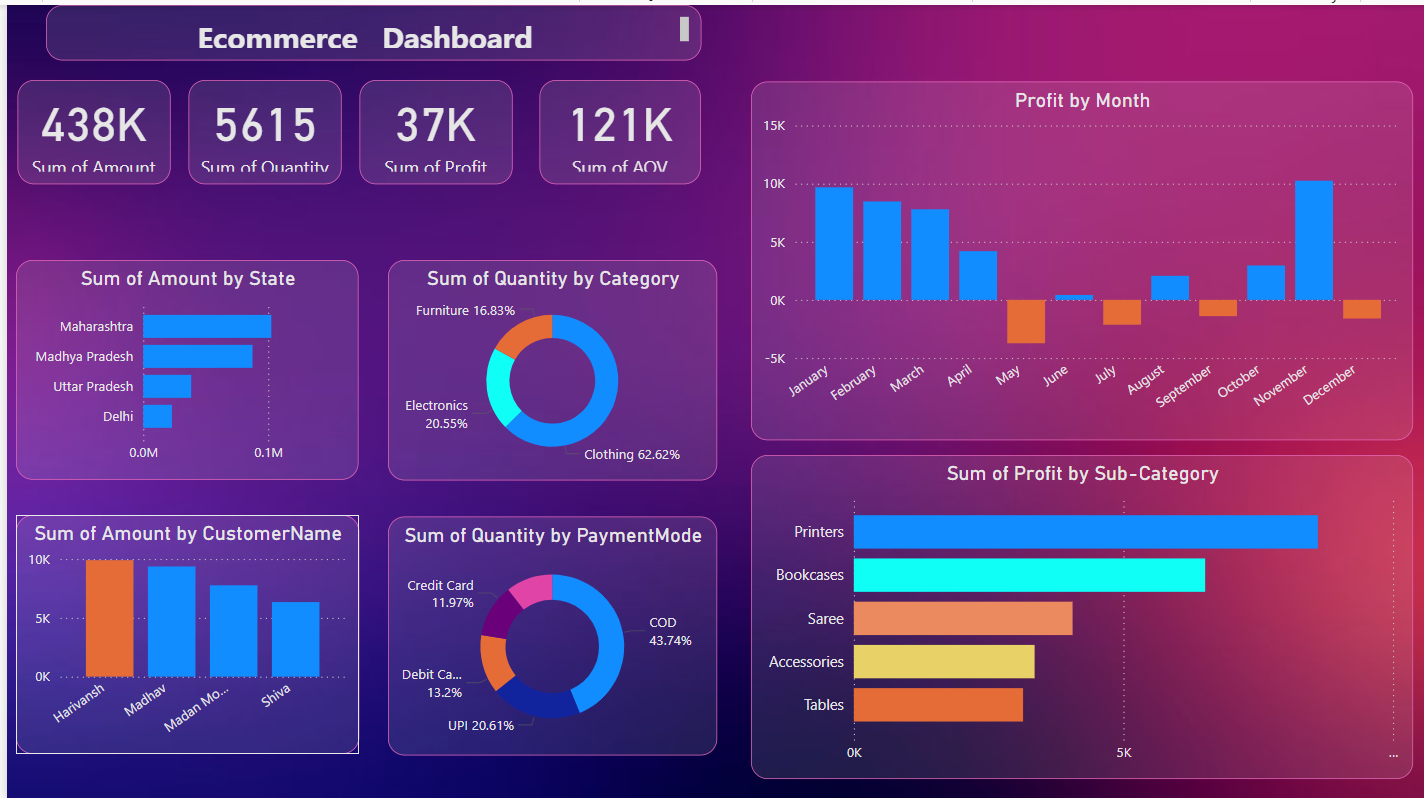 Ecommerce Dashboard
438K
Sum of Amount
5615
Sum of Quantity
37K
Sum of Profit
121K
Sum of AOV
Profit by Month
15K
10K
5K
0K
−5K
January
February
March
April
May
June
July
August
September
October
November
December
Sum of Amount by State
Maharashtra
Madhya Pradesh
Uttar Pradesh
Delhi
0.0M
0.1M
Sum of Quantity by Category
Furniture 16.83%
Electronics
20.55%
Clothing 62.62%
Sum of Profit by Sub-Category
Printers
Bookcases
Saree
Accessories
Tables
0K
5K
...
Sum of Amount by CustomerName
10K
5K
0K
Harivansh
Madhav
Madan Mo...
Shiva
Sum of Quantity by PaymentMode
Credit Card
11.97%
COD
43.74%
Debit Ca...
13.2%
UPI 20.61%